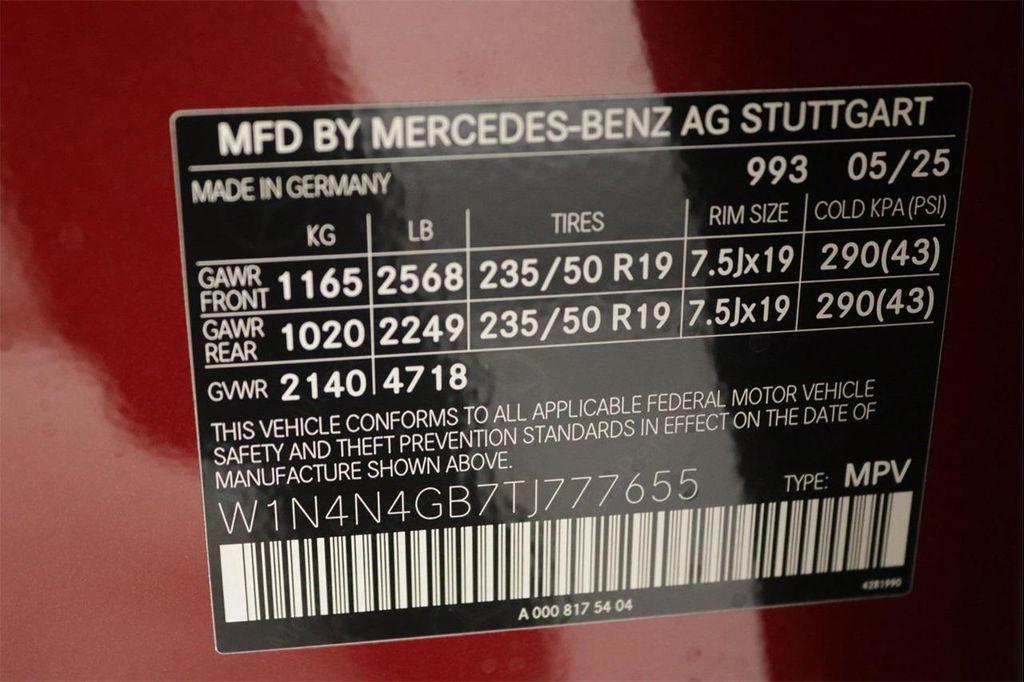 MFD BY MERCEDES-BENZ AG STUTTGART
993 05/25
MADE IN GERMANY
KG LB TIRES RIM SIZE COLD KPA (PSI)
GAWR FRONT 1165 2568 235/50 R19 7.5Jx19 290(43)
GAWR REAR 1020 2249 235/50 R19 7.5Jx19 290(43)
GVWR 2140 4718
THIS VEHICLE CONFORMS TO ALL APPLICABLE FEDERAL MOTOR VEHICLE
SAFETY AND THEFT PREVENTION STANDARDS IN EFFECT ON THE DATE OF
MANUFACTURE SHOWN ABOVE.
W1N4N4GB7TJ777655 TYPE: MPV
4281990
A 000 817 54 04